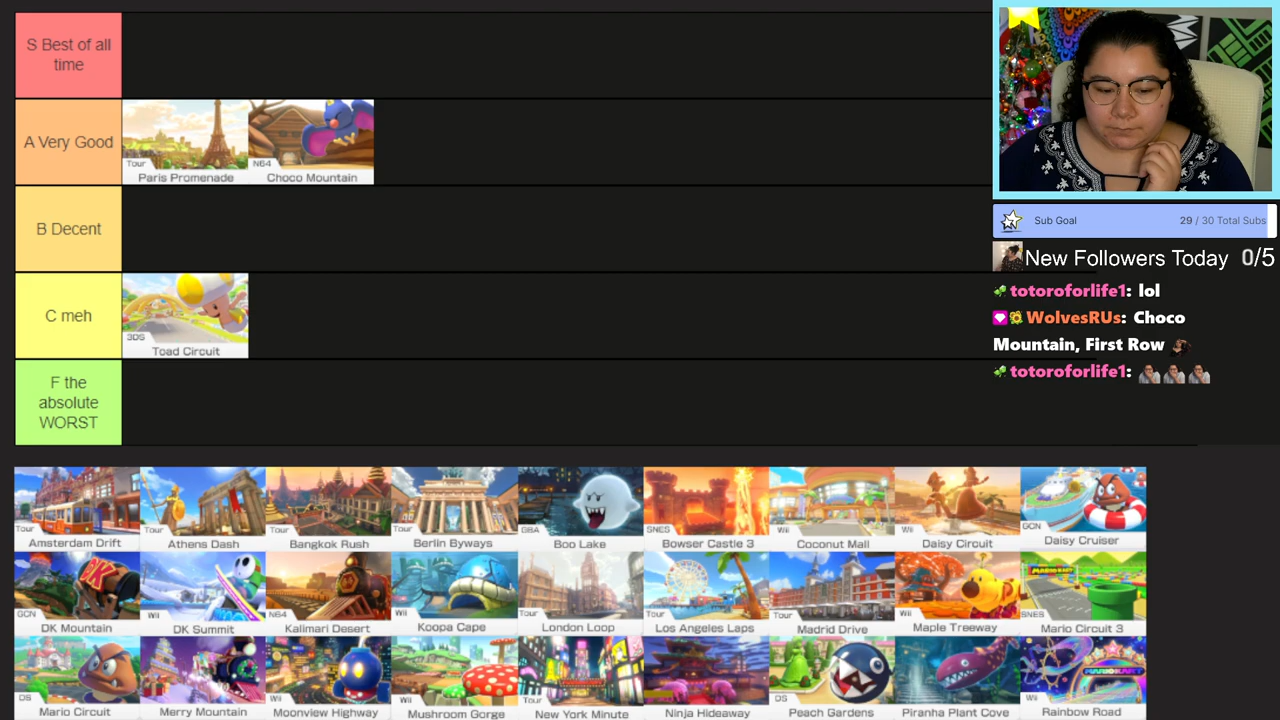 S Best of all
time
A Very Good
Tour
Paris Promenade
N64
Choco Mountain
B Decent
C meh
3DS
Toad Circuit
F the
absolute
WORST
Sub Goal 29 / 30 Total Subs
New Followers Today 0/5
totoroforlife1: lol
WolvesRUs: Choco
Mountain, First Row
totoroforlife1:
Tour
Amsterdam Drift
Tour
Athens Dash
Tour
Bangkok Rush
Tour
Berlin Byways
GBA
Boo Lake
SNES
Bowser Castle 3
Wii
Coconut Mall
Wii
Daisy Circuit
GCN
Daisy Cruiser
DK
GCN
DK Mountain
Wii
DK Summit
N64
Kalimari Desert
Wii
Koopa Cape
Tour
London Loop
Tour
Los Angeles Laps
Tour
Madrid Drive
Wii
Maple Treeway
MARIO KART
SNES
Mario Circuit 3
DS
Mario Circuit
Merry Mountain
Wii
Moonview Highway
Wii
Mushroom Gorge
Tour
New York Minute
Ninja Hideaway
DS
Peach Gardens
Piranha Plant Cove
MARIO KART
Wii
Rainbow Road